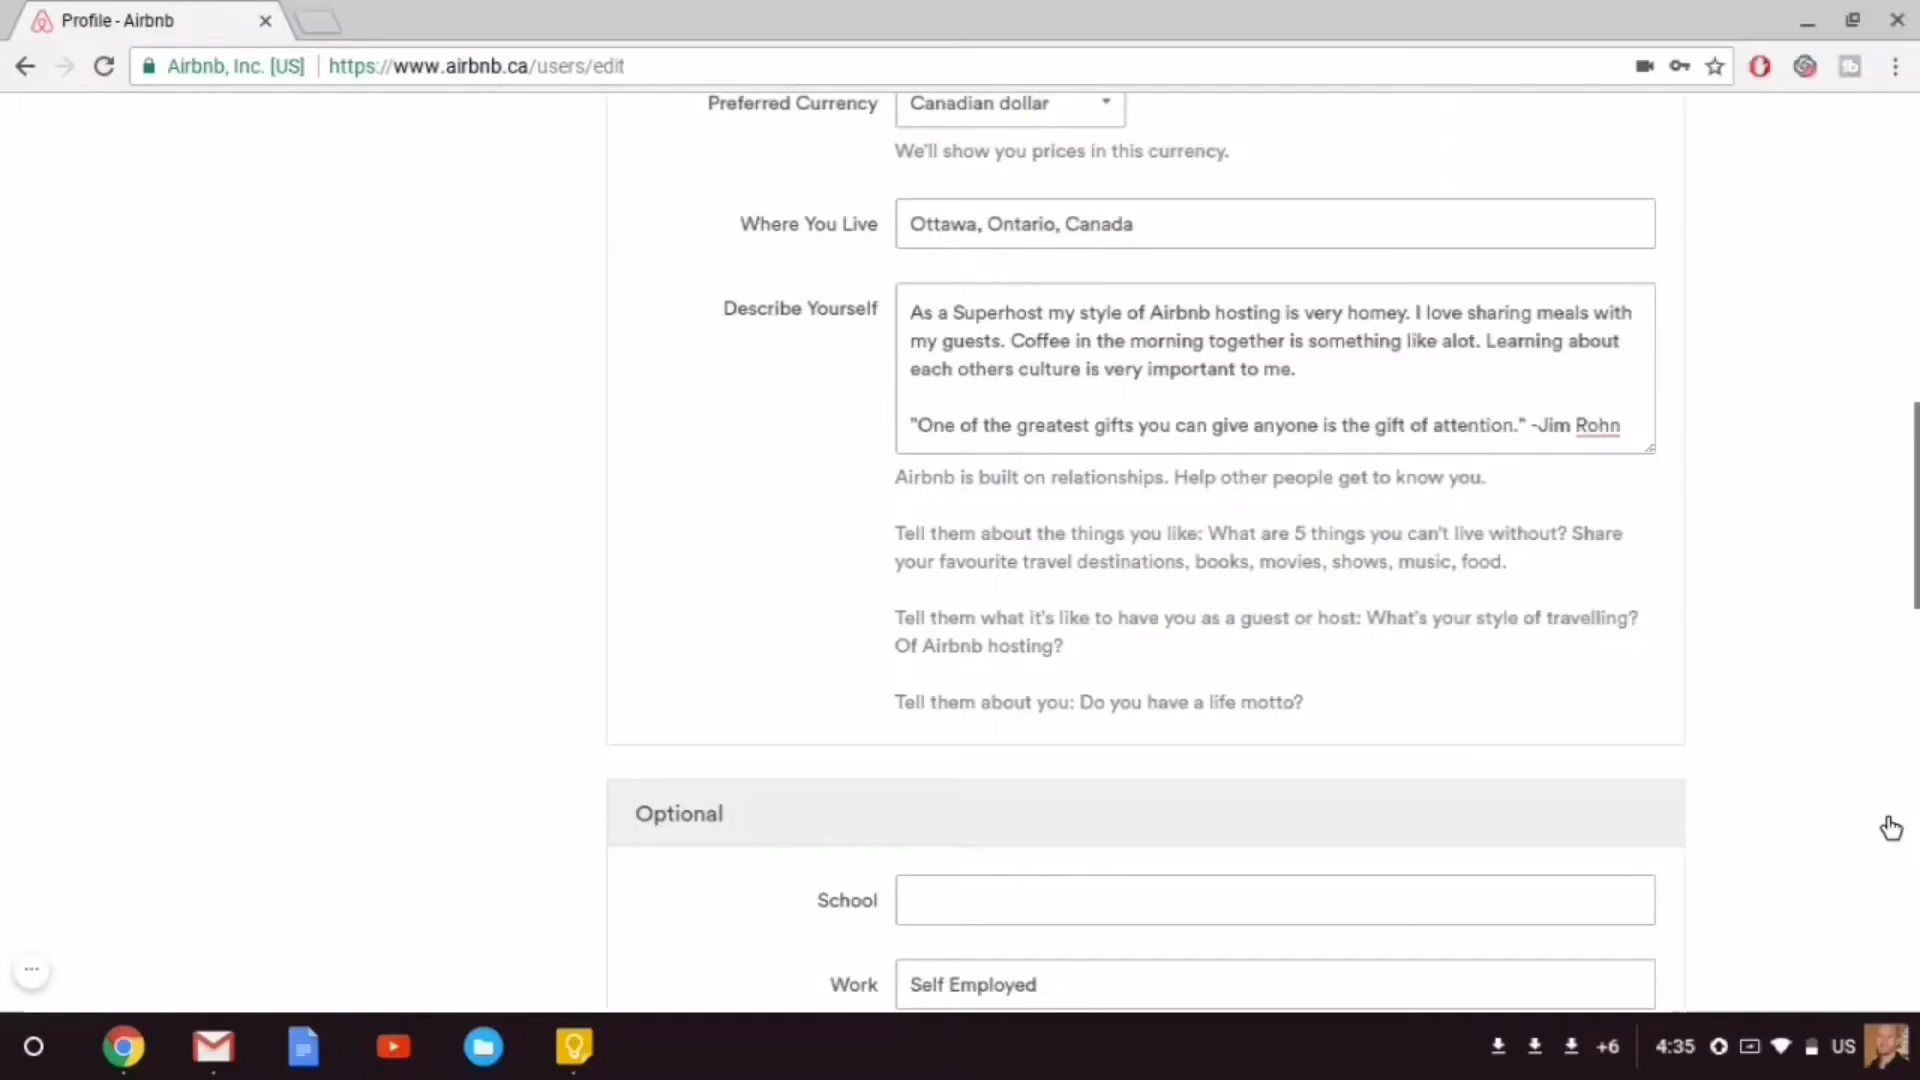 Profile - Airbnb
Airbnb, Inc. [US] https://www.airbnb.ca/users/edit
Preferred Currency Canadian dollar
We'll show you prices in this currency.
Where You Live Ottawa, Ontario, Canada
Describe Yourself
As a Superhost my style of Airbnb hosting is very homey. I love sharing meals with
my guests. Coffee in the morning together is something like alot. Learning about
each others culture is very important to me.
"One of the greatest gifts you can give anyone is the gift of attention." -Jim Rohn
Airbnb is built on relationships. Help other people get to know you.
Tell them about the things you like: What are 5 things you can't live without? Share
your favourite travel destinations, books, movies, shows, music, food.
Tell them what it's like to have you as a guest or host: What's your style of travelling?
Of Airbnb hosting?
Tell them about you: Do you have a life motto?
Optional
School
Work Self Employed
+6 4:35 US